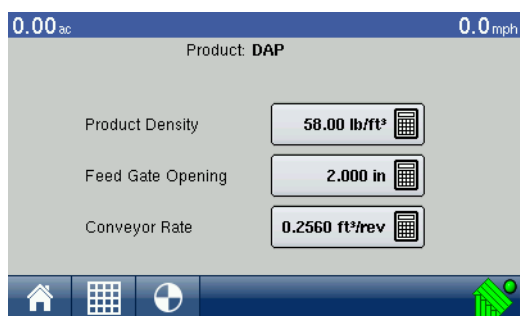 0.00 ac 0.0 mph
Product: DAP
Product Density 58.00 lb/ft³
Feed Gate Opening 2.000 in
Conveyor Rate 0.2560 ft³/rev